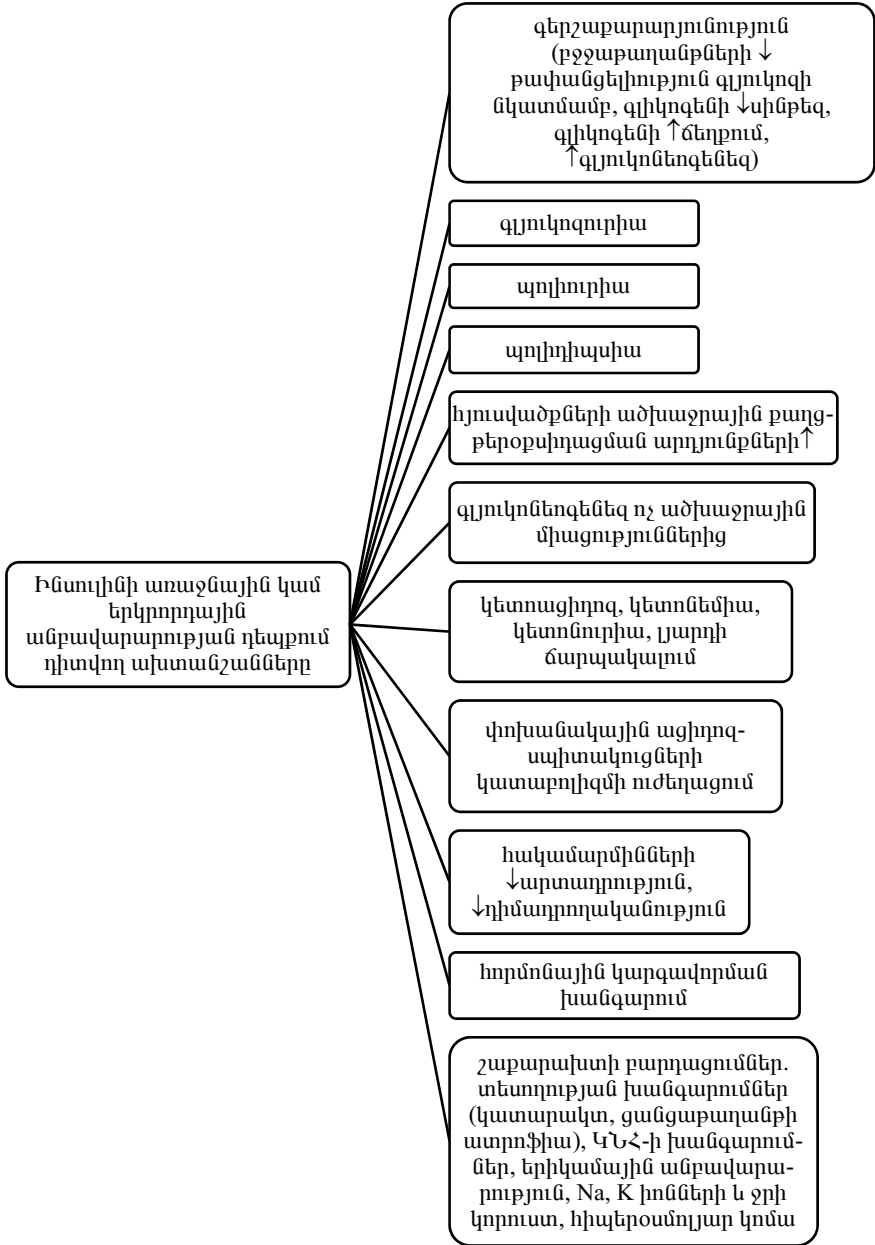 գերշաքարարյունություն
(բջջաթաղանթների ↓
թափանցելիություն գլյուկոզի
նկատմամբ, գլիկոգենի ↓սինթեզ,
գլիկոգենի ↑ճեղքում,
↑գլյուկոնեոգենեզ)
գլյուկոզուրիա
պոլիուրիա
պոլիդիպսիա
հյուսվածքների ածխաջրային քաղց-
թերօքսիդացման արդյունքների↑
գլյուկոնեոգենեզ ոչ ածխաջրային
միացություններից
Ինսուլինի առաջնային կամ
երկրորդային
անբավարարության դեպքում
դիտվող ախտանշանները
կետոացիդոզ, կետոնեմիա,
կետոնուրիա, լյարդի
ճարպակալում
փոխանակային ացիդոզ-
սպիտակուցների
կատաբոլիզմի ուժեղացում
հակամարմինների
↓արտադրություն,
↓դիմադրողականություն
հորմոնային կարգավորման
խանգարում
շաքարախտի բարդացումներ.
տեսողության խանգարումներ
(կատարակտ, ցանցաթաղանթի
ատրոֆիա), ԿՆՀ-ի խանգարում-
ներ, երիկամային անբավարա-
րություն, Na, K իոնների և ջրի
կորուստ, հիպերօսմոլյար կոմա